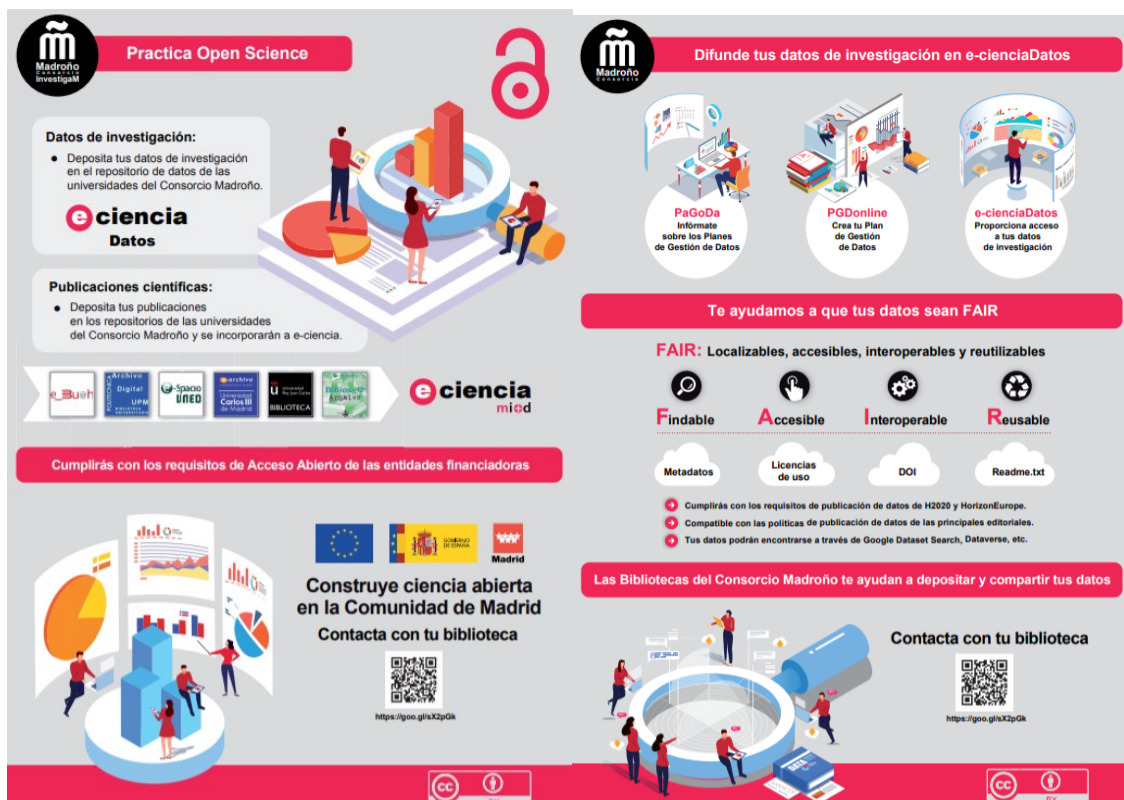 Madroño
Consorcio
InvestigaM
Practica Open Science
Datos de investigación:
Deposita tus datos de investigación
en el repositorio de datos de las
universidades del Consorcio Madroño.
e ciencia
Datos
Publicaciones científicas:
Deposita tus publicaciones
en los repositorios de las universidades
del Consorcio Madroño y se incorporarán a e-ciencia.
e_Buah
POLITÉCNICA
Archivo
Digital
UPM
e-Spacio
UNED
e-archivo
Universidad
Carlos III
de Madrid
Universidad
Rey Juan Carlos
BIBLIOTECA
e ciencia
Cumplirás con los requisitos de Acceso Abierto de las entidades financiadoras
GOBIERNO
DE ESPAÑA
Madrid
Construye ciencia abierta
en la Comunidad de Madrid
Contacta con tu biblioteca
https://goo.gl/sX2pGk
cc
Madroño
Consorcio
Difunde tus datos de investigación en e-cienciaDatos
PaGoDa
Infórmate
sobre los Planes
de Gestión de Datos
PGDonline
Crea tu Plan
de Gestión
de Datos
e-cienciaDatos
Proporciona acceso
a tus datos
de investigación
Te ayudamos a que tus datos sean FAIR
FAIR: Localizables, accesibles, interoperables y reutilizables
Findable
Accesible
Interoperable
Reusable
Metadatos
Licencias
de uso
DOI
Readme.txt
Cumplirás con los requisitos de publicación de datos de H2020 y HorizonEurope.
Compatible con las políticas de publicación de datos de las principales editoriales.
Tus datos podrán encontrarse a través de Google Dataset Search, Dataverse, etc.
Las Bibliotecas del Consorcio Madroño te ayudan a depositar y compartir tus datos
Contacta con tu biblioteca
https://goo.gl/sX2pGk
DATA
cc